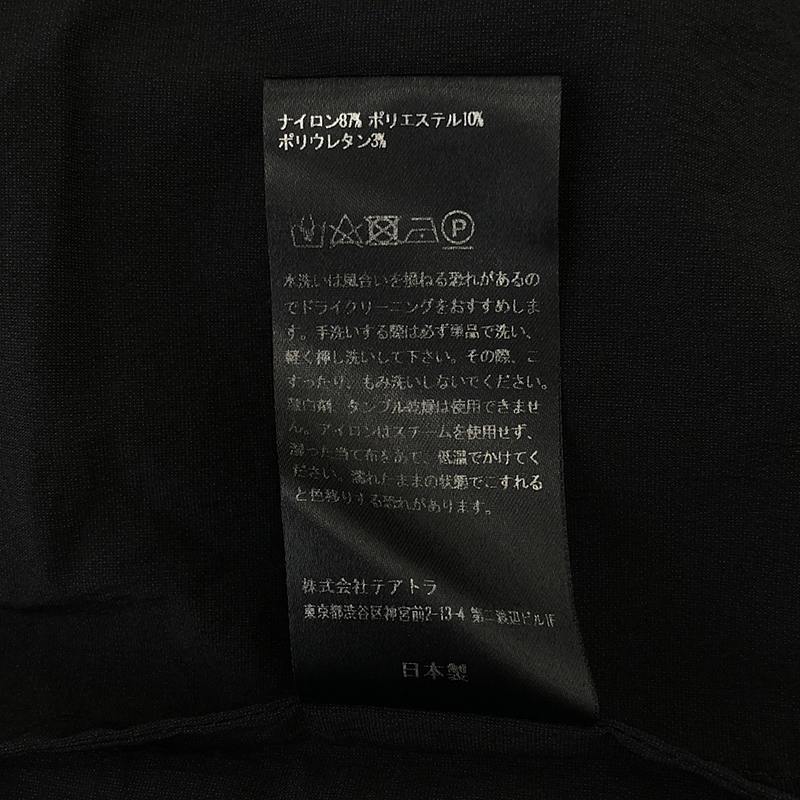 ナイロン87% ポリエステル10%
ポリウレタン3%
P
水洗いは風合いを損ねる恐れがあるの
でドライクリーニングをおすすめしま
す。手洗いする際は必ず単品で洗い、
軽く押し洗いして下さい。その際、こ
すったり、もみ洗いしないでください。
漂白剤、タンブル乾燥は使用できませ
ん。アイロンはスチームを使用せず、
湿った当て布をあて、低温でかけてく
ださい。濡れたままの状態でこすれる
と色移りする恐れがあります。
株式会社テアトラ
東京都渋谷区神宮前2-13-4 第二渡辺ビル1F
日本製